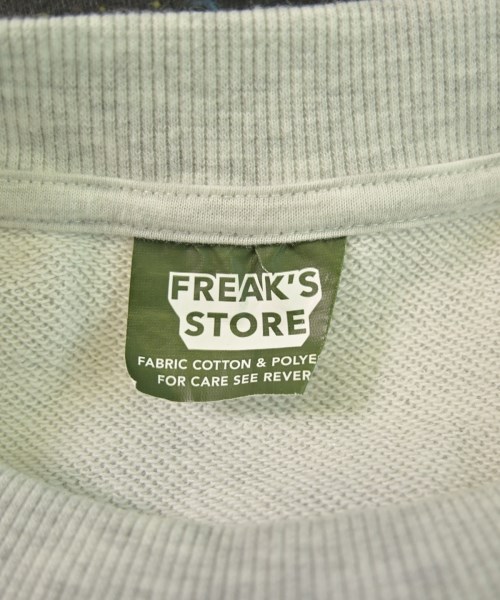 FREAK'S
STORE
FABRIC COTTON & POLYE
FOR CARE SEE REVER